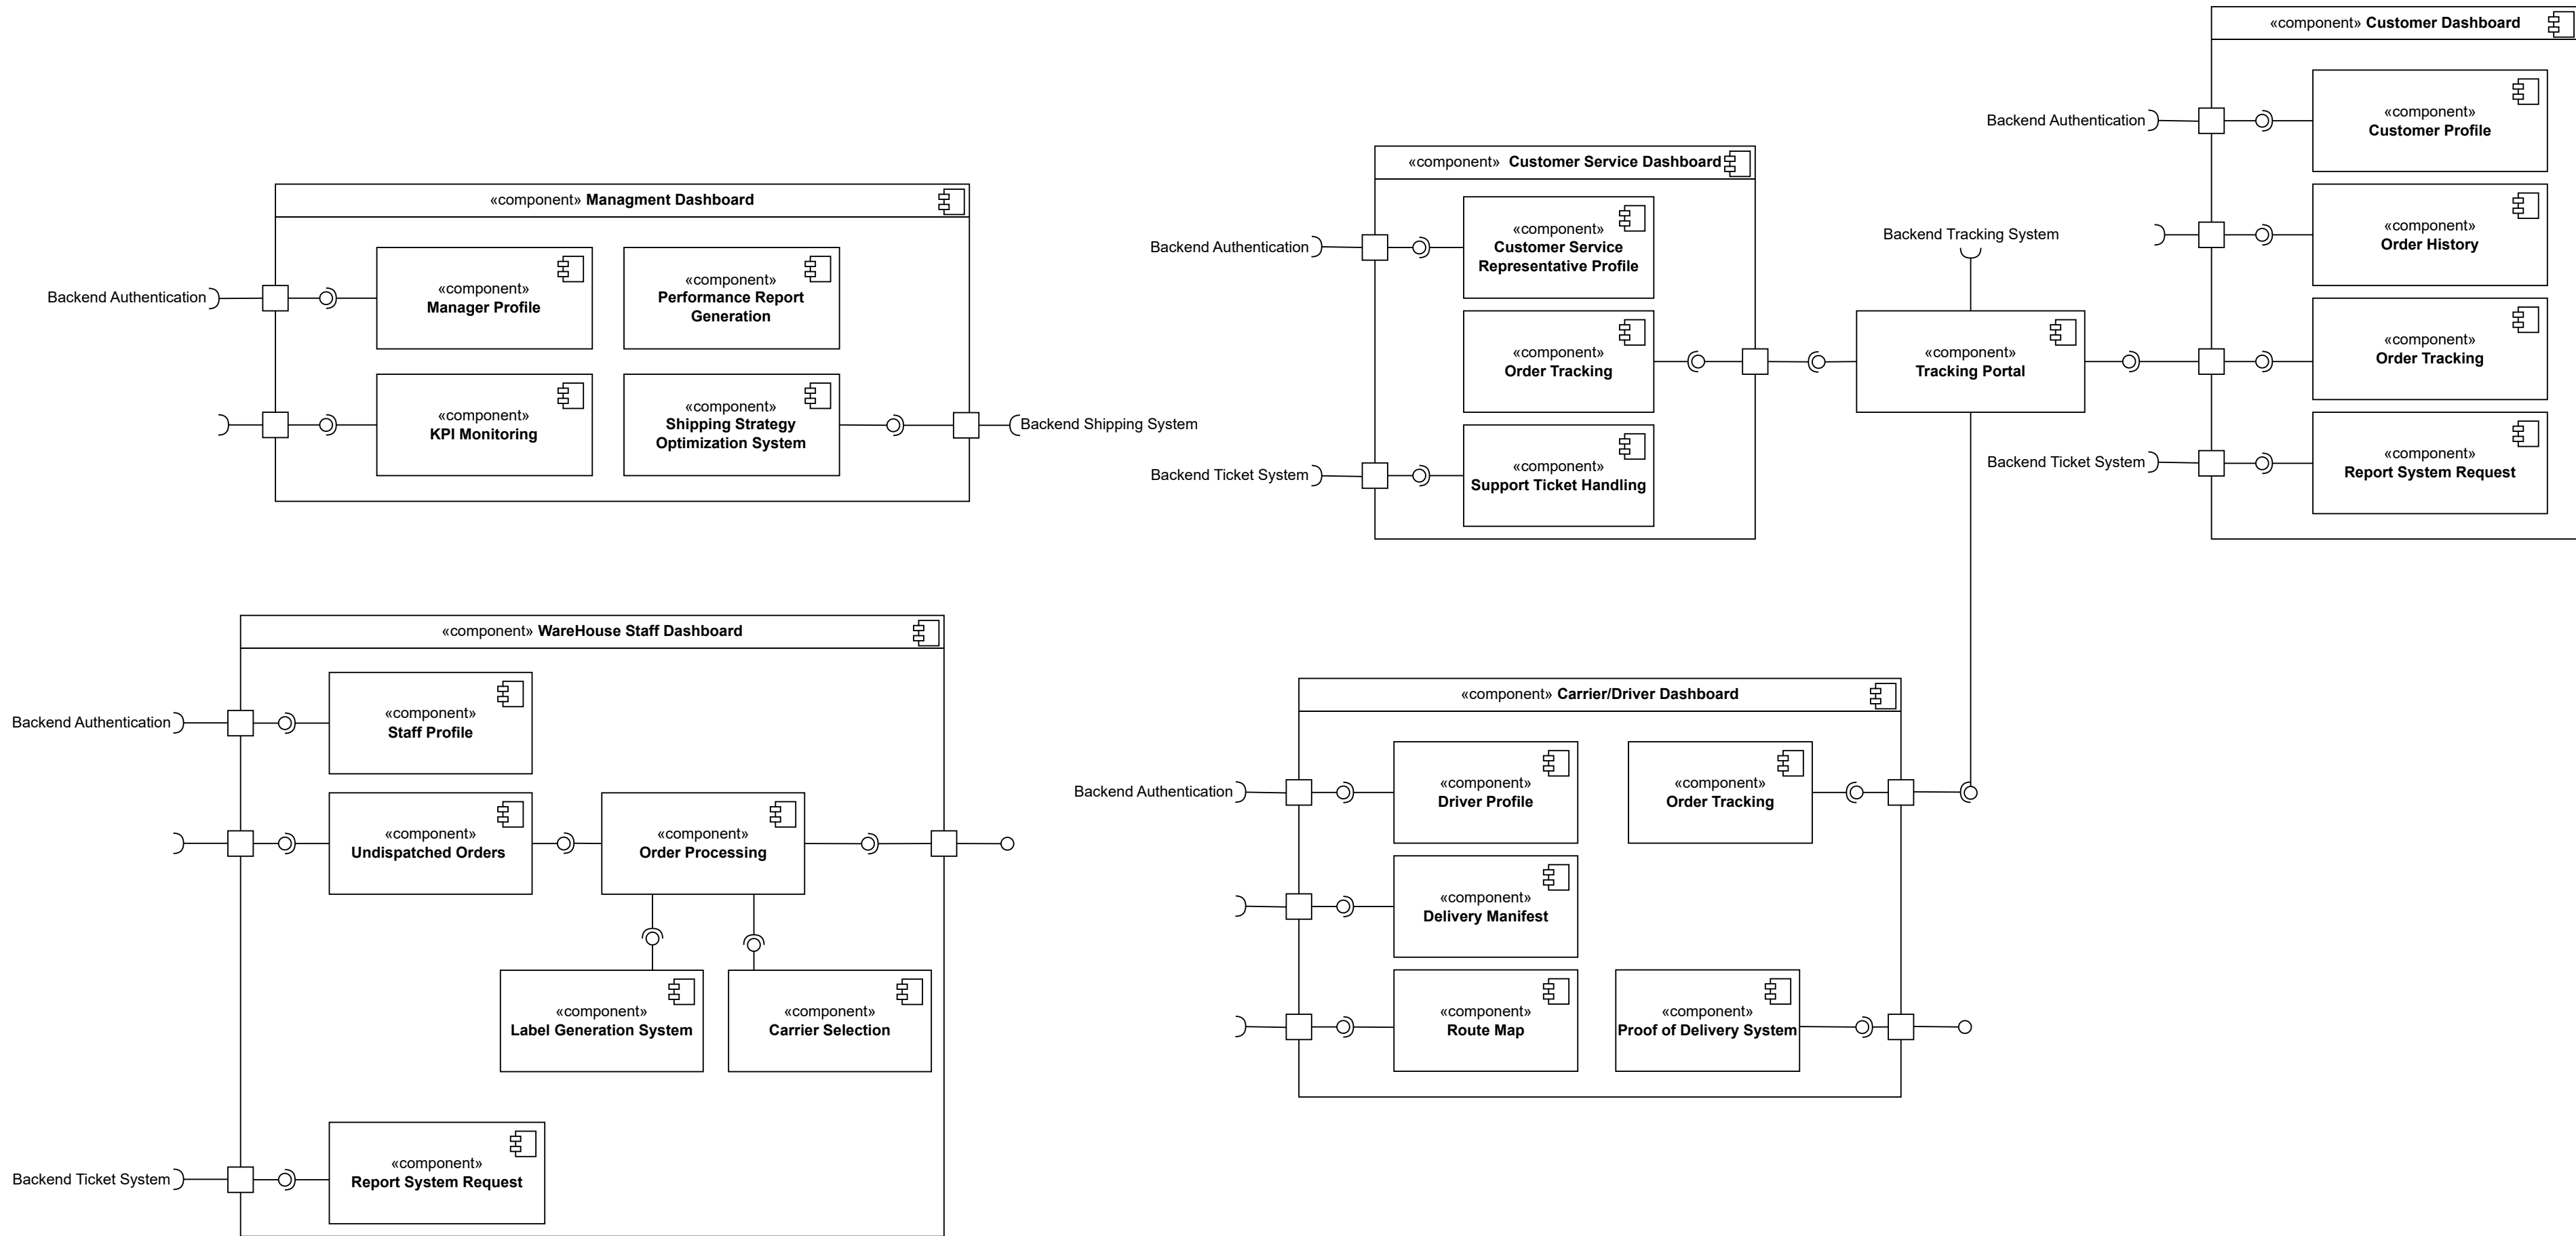 «component» Managment Dashboard
Backend Authentication
«component»
Manager Profile
«component»
Performance Report
Generation
«component»
KPI Monitoring
«component»
Shipping Strategy
Optimization System
Backend Shipping System
«component» Customer Service Dashboard
Backend Authentication
«component»
Customer Service
Representative Profile
«component»
Order Tracking
Backend Ticket System
«component»
Support Ticket Handling
Backend Tracking System
«component»
Tracking Portal
«component» Customer Dashboard
Backend Authentication
«component»
Customer Profile
«component»
Order History
«component»
Order Tracking
Backend Ticket System
«component»
Report System Request
«component» WareHouse Staff Dashboard
Backend Authentication
«component»
Staff Profile
«component»
Undispatched Orders
«component»
Order Processing
«component»
Label Generation System
«component»
Carrier Selection
Backend Ticket System
«component»
Report System Request
«component» Carrier/Driver Dashboard
Backend Authentication
«component»
Driver Profile
«component»
Order Tracking
«component»
Delivery Manifest
«component»
Route Map
«component»
Proof of Delivery System